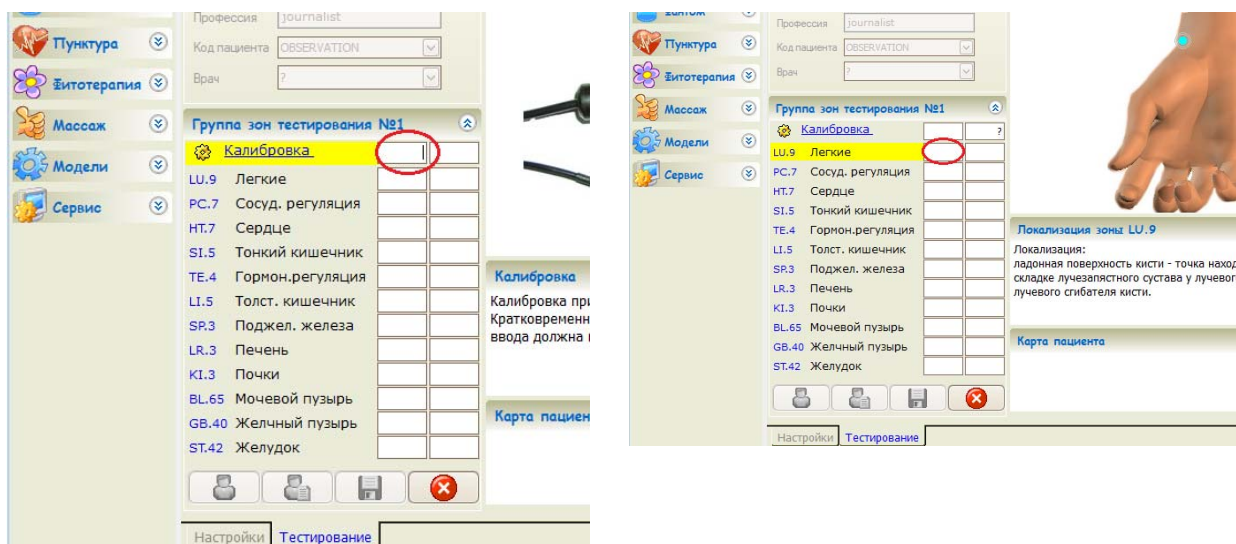 Профессия journalist
Пунктура
Код пациента OBSERVATION
Фитотерапия
Врач ?
Массаж
Группа зон тестирования №1
Калибровка
Модели
LU.9 Легкие
Сервис
PC.7 Сосуд. регуляция
HT.7 Сердце
SI.5 Тонкий кишечник
TE.4 Гормон.регуляция
LI.5 Толст. кишечник
SP.3 Поджел. железа
LR.3 Печень
KI.3 Почки
BL.65 Мочевой пузырь
GB.40 Желчный пузырь
ST.42 Желудок
Настройки Тестирование
Калибровка
Калибровка при
Кратковременн
ввода должна
Карта пациен
Фантом
Профессия journalist
Пунктура
Код пациента OBSERVATION
Фитотерапия
Врач ?
Массаж
Группа зон тестирования №1
Калибровка ?
Модели
LU.9 Легкие
Сервис
PC.7 Сосуд. регуляция
HT.7 Сердце
SI.5 Тонкий кишечник
TE.4 Гормон.регуляция
LI.5 Толст. кишечник
SP.3 Поджел. железа
LR.3 Печень
KI.3 Почки
BL.65 Мочевой пузырь
GB.40 Желчный пузырь
ST.42 Желудок
Настройки Тестирование
Локализация зоны LU.9
Локализация:
ладонная поверхность кисти - точка наход
складке лучезапястного сустава у лучевог
лучевого сгибателя кисти.
Карта пациента